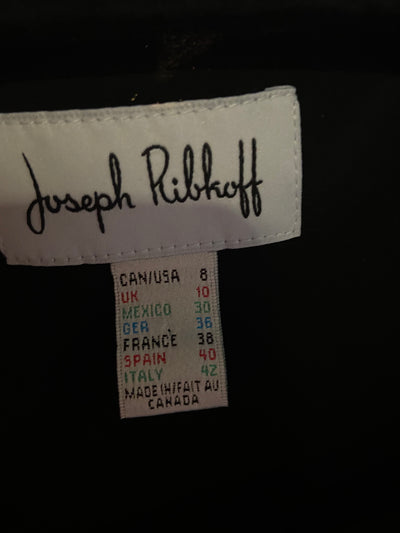 Joseph Ribkoff
CAN/USA 8
UK 10
MEXICO 30
GER 36
FRANCE 38
SPAIN 40
ITALY 42
MADE IN/FAIT AU
CANADA